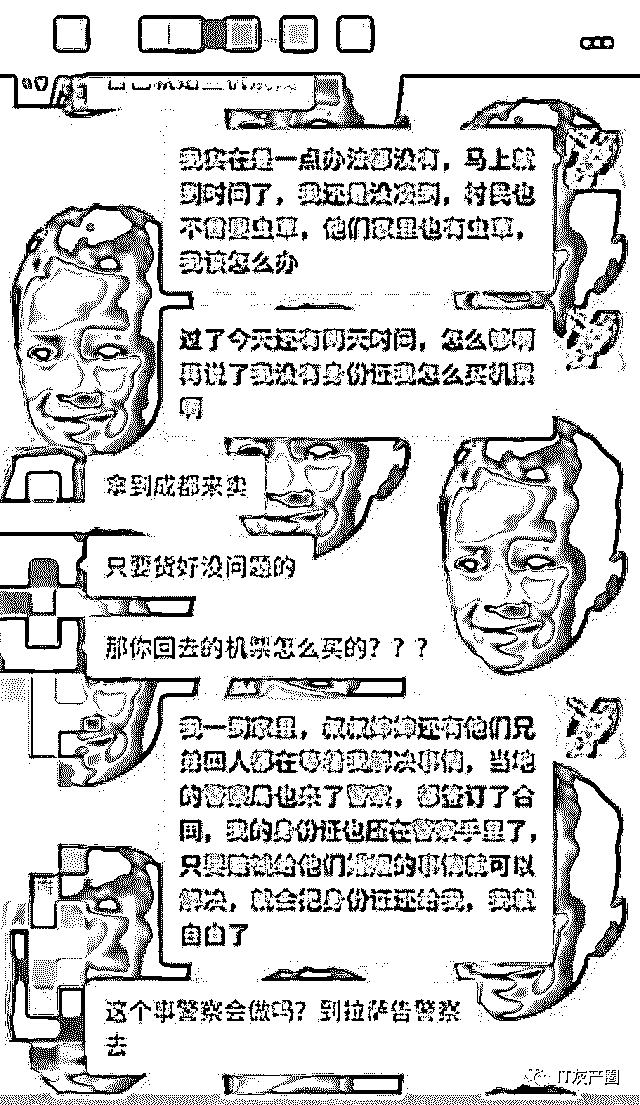 我实在是一点办法都没有，马上就
到时间了，我还是没凑到，村民也
不借虫草，他们家里也有虫草，
我该怎么办
过了今天还有两天时间，怎么够啊
再说了我没有身份证我怎么买机票
啊
拿到成都来卖
只要货好没问题的
那你回去的机票怎么买的？？？
我一到家里，叔叔婶婶还有他们兄
弟四人都在等着我解决事情，当地
的警察局也来了警察，都签订了合
同，我的身份证也压在警察手里了，
只要赔钱给他们，的事情就可以
解决，就会把身份证还给我，我就
自由了
这个事警察会做吗？到拉萨告警察
去
IT灰产圈